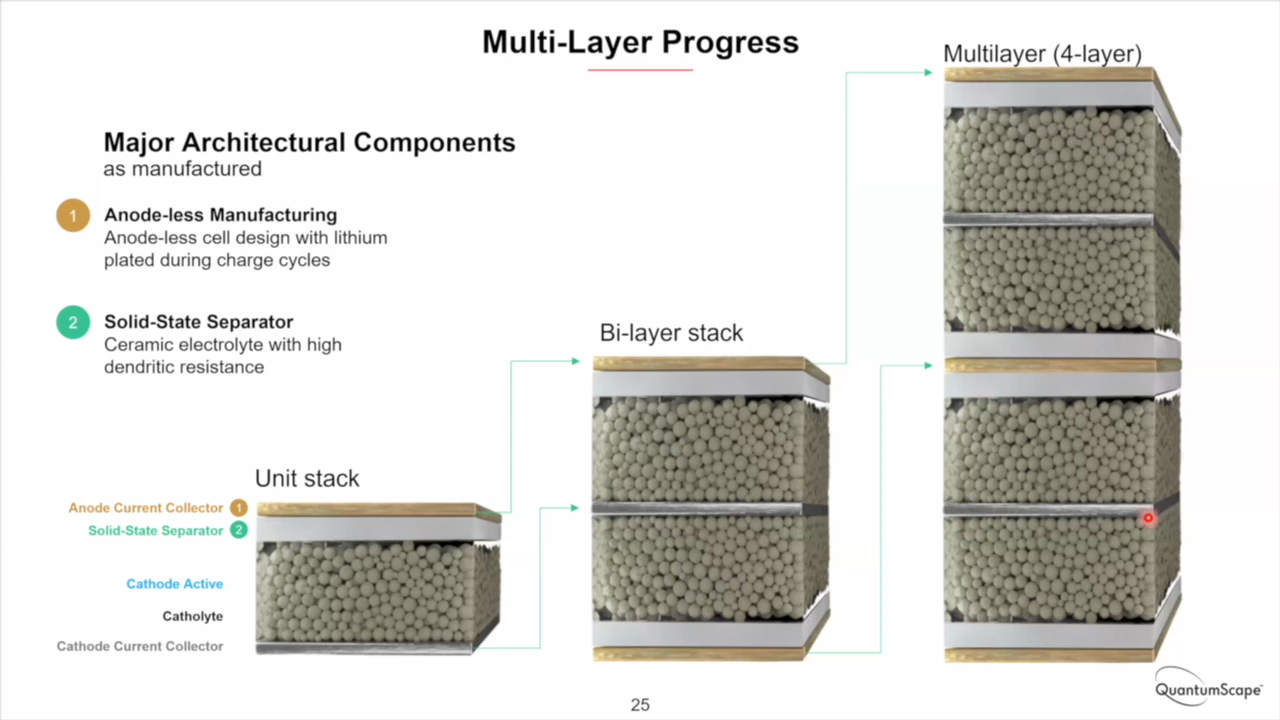 Multi-Layer Progress
Multilayer (4-layer)
Major Architectural Components
as manufactured
1
Anode-less Manufacturing
Anode-less cell design with lithium
plated during charge cycles
2
Solid-State Separator
Ceramic electrolyte with high
dendritic resistance
Bi-layer stack
Unit stack
Anode Current Collector 1
Solid-State Separator 2
Cathode Active
Catholyte
Cathode Current Collector
25
QuantumScape™